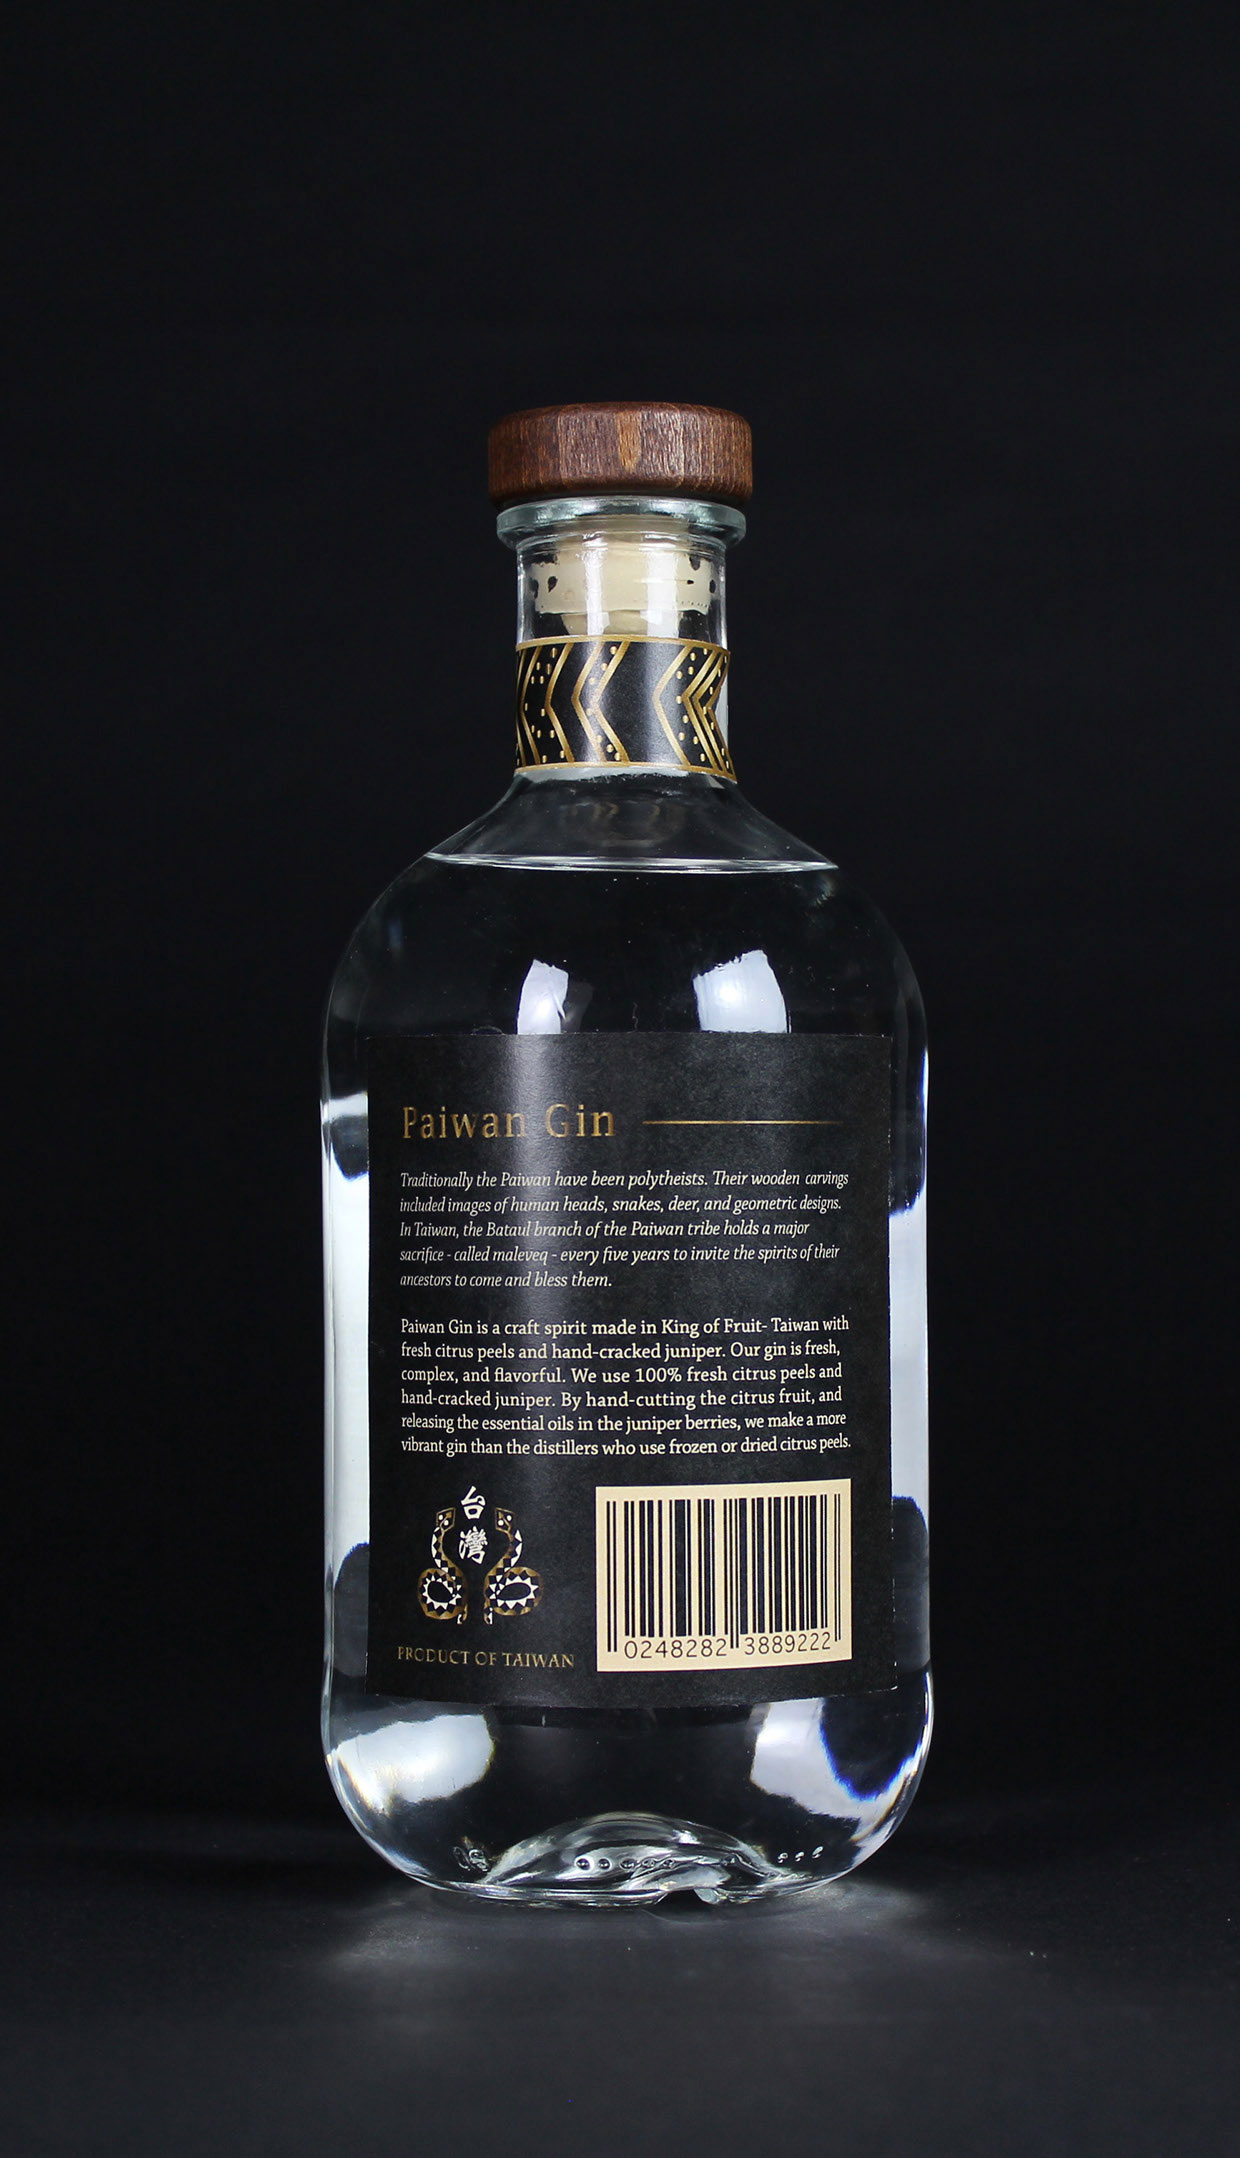 Paiwan Gin
Traditionally the Paiwan have been polytheists. Their wooden carvings
included images of human heads, snakes, deer, and geometric designs.
In Taiwan, the Bataul branch of the Paiwan tribe holds a major
sacrifice - called maleveq - every five years to invite the spirits of their
ancestors to come and bless them.
Paiwan Gin is a craft spirit made in King of Fruit- Taiwan with
fresh citrus peels and hand-cracked juniper. Our gin is fresh,
complex, and flavorful. We use 100% fresh citrus peels and
hand-cracked juniper. By hand-cutting the citrus fruit, and
releasing the essential oils in the juniper berries, we make a more
vibrant gin than the distillers who use frozen or dried citrus peels.
台
灣
PRODUCT OF TAIWAN
0248282 3889222